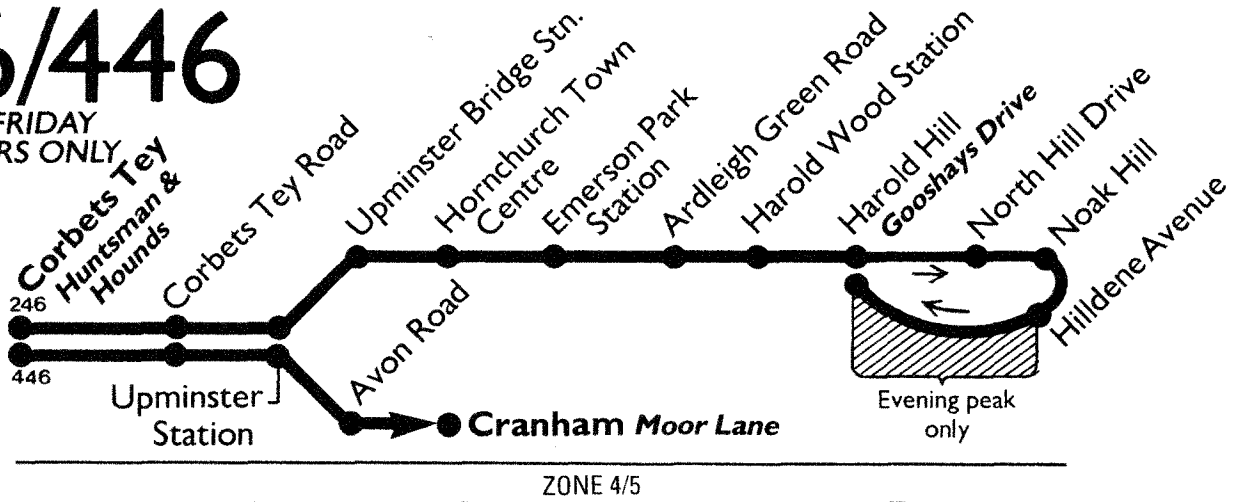 /446
FRIDAY
RS ONLY
Corbets Tey
Huntsman &
Hounds
Corbets Tey Road
Upminster Bridge Stn.
Hornchurch Town
Centre
Emerson Park
Station
Ardleigh Green Road
Harold Wood Station
Harold Hill
Gooshays Drive
North Hill Drive
Noak Hill
Hilldene Avenue
246
446
Upminster
Station
Avon Road
Cranham Moor Lane
Evening peak
only
ZONE 4/5